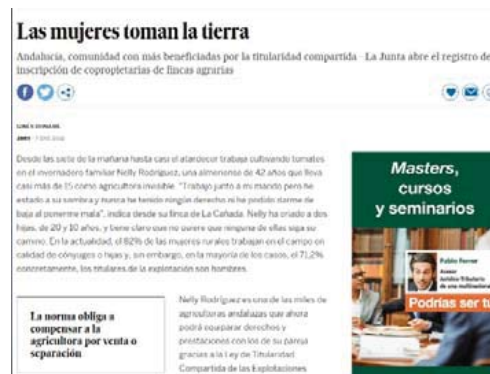 Las mujeres toman la tierra
Andalucía, comunidad con más beneficiadas por la titularidad compartida · La Junta abre el registro de
inscripción de copropietarias de fincas agrarias
Desde las siete de la mañana hasta casi el atardecer trabaja cultivando tomates
en el invernadero familiar Nelly Rodríguez, una almeriense de 42 años que lleva
casi más de 15 como agricultora invisible. "Trabajo junto a mi marido pero he
estado a su sombra y nunca he tenido ningún derecho ni he podido darme de
baja al ponerme mala", indica desde su finca de La Cañada. Nelly ha criado a dos
hijas, de 20 y 10 años, y tiene claro que no quiere que ninguna de ellas siga su
camino. En la actualidad, el 82% de las mujeres rurales trabajan en el campo en
calidad de cónyuges o hijas y, sin embargo, en la mayoría de los casos, el 71,2%
concretamente, los titulares de la explotación son hombres.
La norma obliga a
compensar a la
agricultora por venta o
separación
Nelly Rodríguez es una de las miles de
agricultoras andaluzas que ahora
podrá equiparar derechos y
prestaciones con los de su pareja
gracias a la Ley de Titularidad
Compartida de las Explotaciones
Masters,
cursos
y seminarios
Pablo Ferrer
Asesor
Jurídico Tributario
de una multinacional
Podrías ser tú